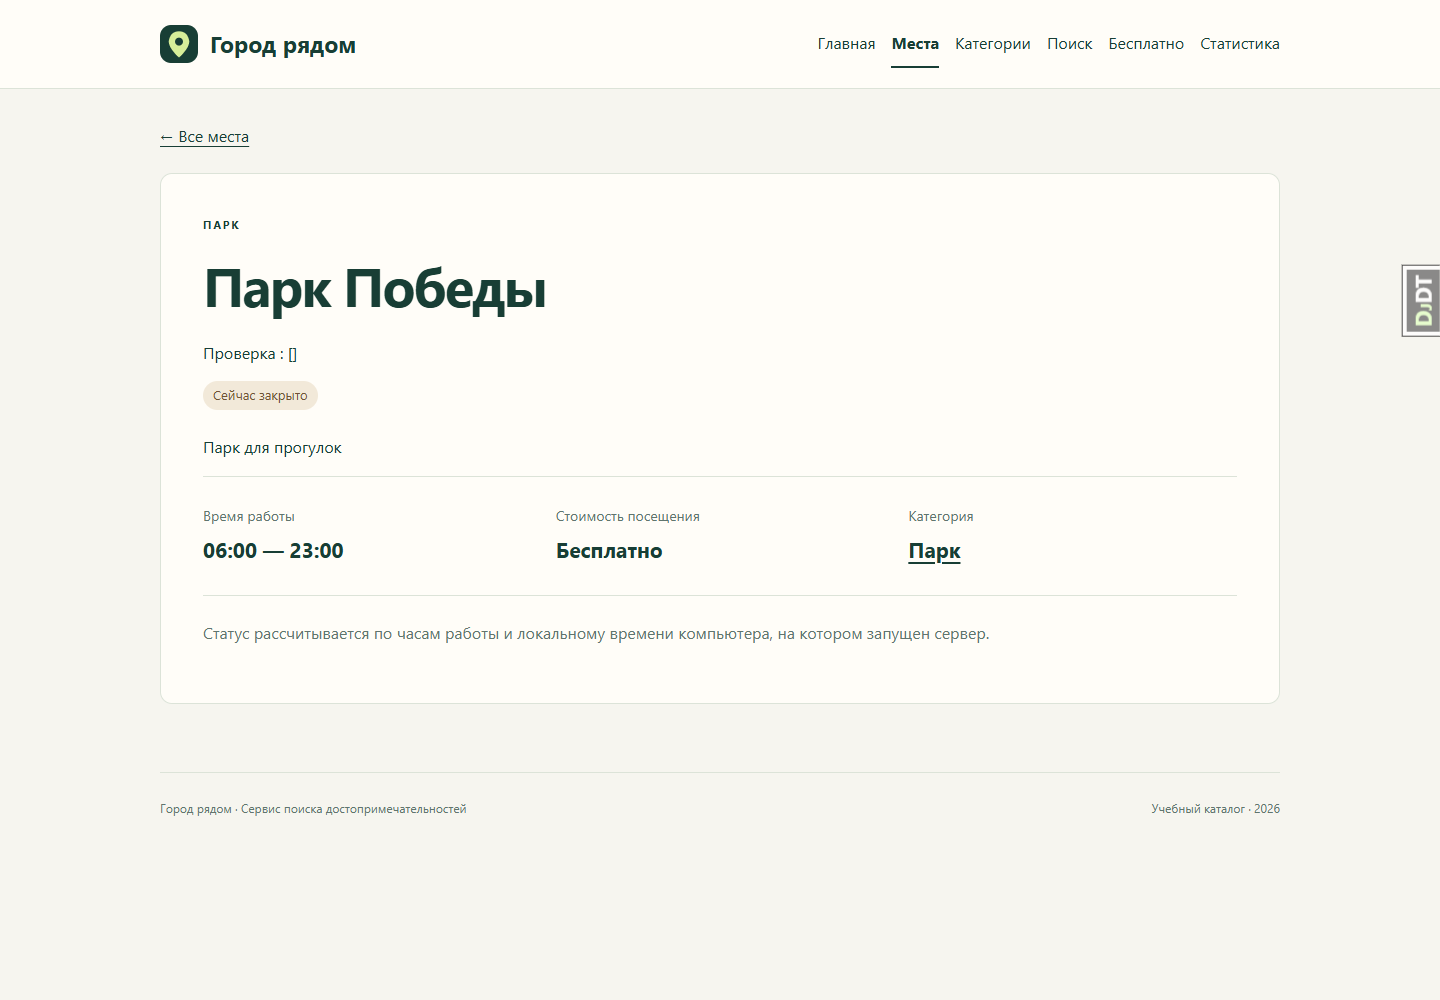 Город рядом
Главная Места Категории Поиск Бесплатно Статистика
← Все места
ПАРК
Парк Победы
Проверка : []
Сейчас закрыто
Парк для прогулок
Время работы Стоимость посещения Категория
06:00 — 23:00 Бесплатно Парк
Статус рассчитывается по часам работы и локальному времени компьютера, на котором запущен сервер.
DJDT
Город рядом · Сервис поиска достопримечательностей Учебный каталог · 2026